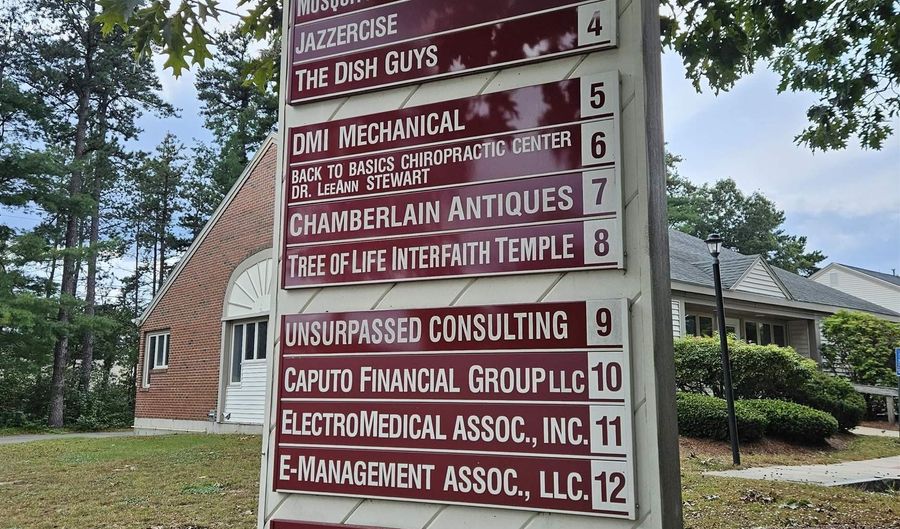 JAZZERCISE
THE DISH GUYS 4
DMI MECHANICAL 5
BACK TO BASICS CHIROPRACTIC CENTER
DR. LEEANN STEWART 6
CHAMBERLAIN ANTIQUES 7
TREE OF LIFE INTERFAITH TEMPLE 8
UNSURPASSED CONSULTING 9
CAPUTO FINANCIAL GROUP LLC 10
ELECTROMEDICAL ASSOC., INC. 11
E-MANAGEMENT ASSOC., LLC. 12